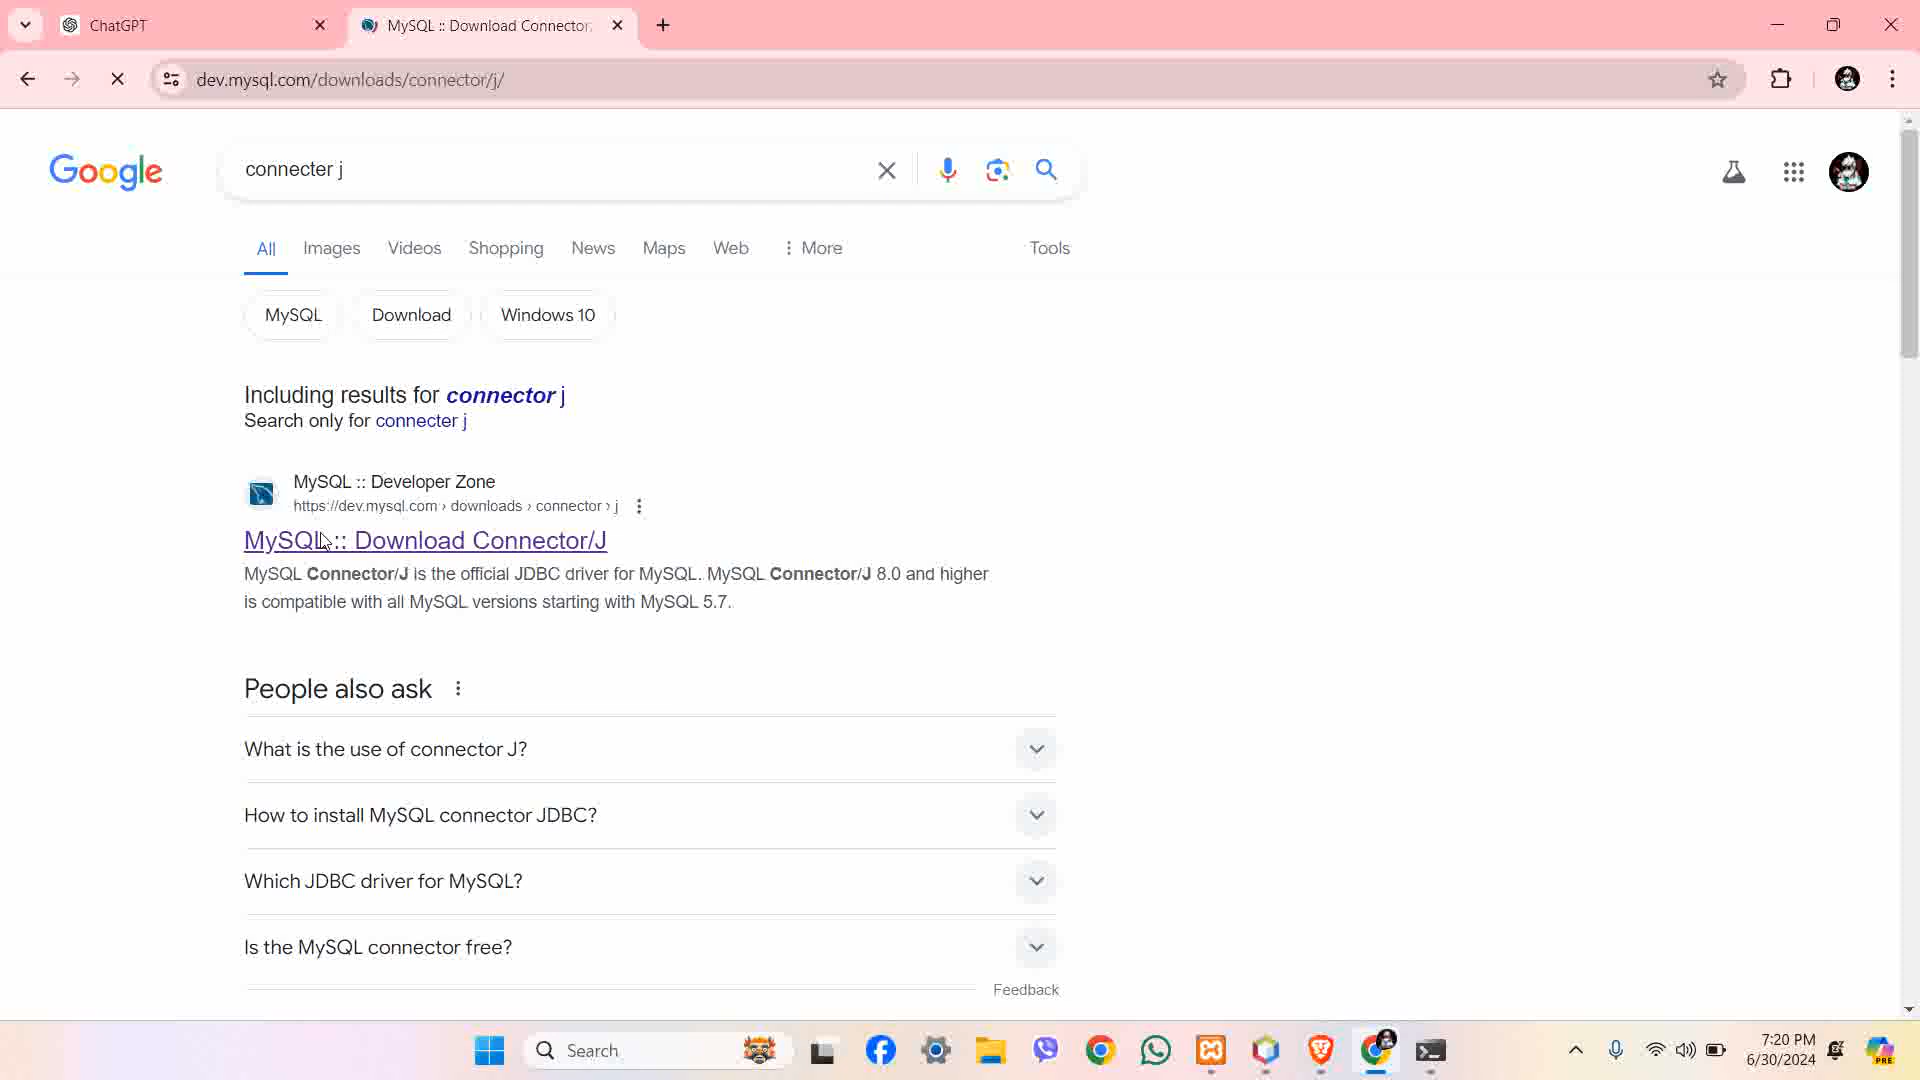 ChatGPT
MySQL :: Download Connector
dev.mysql.com/downloads/connector/j/
Google
connecter j
All Images Videos Shopping News Maps Web More Tools
MySQL Download Windows 10
Including results for connector j
Search only for connecter j
MySQL :: Developer Zone
https://dev.mysql.com › downloads › connector › j
MySQL :: Download Connector/J
MySQL Connector/J is the official JDBC driver for MySQL. MySQL Connector/J 8.0 and higher
is compatible with all MySQL versions starting with MySQL 5.7.
People also ask
What is the use of connector J?
How to install MySQL connector JDBC?
Which JDBC driver for MySQL?
Is the MySQL connector free?
Feedback
Search
7:20 PM
6/30/2024
PRE